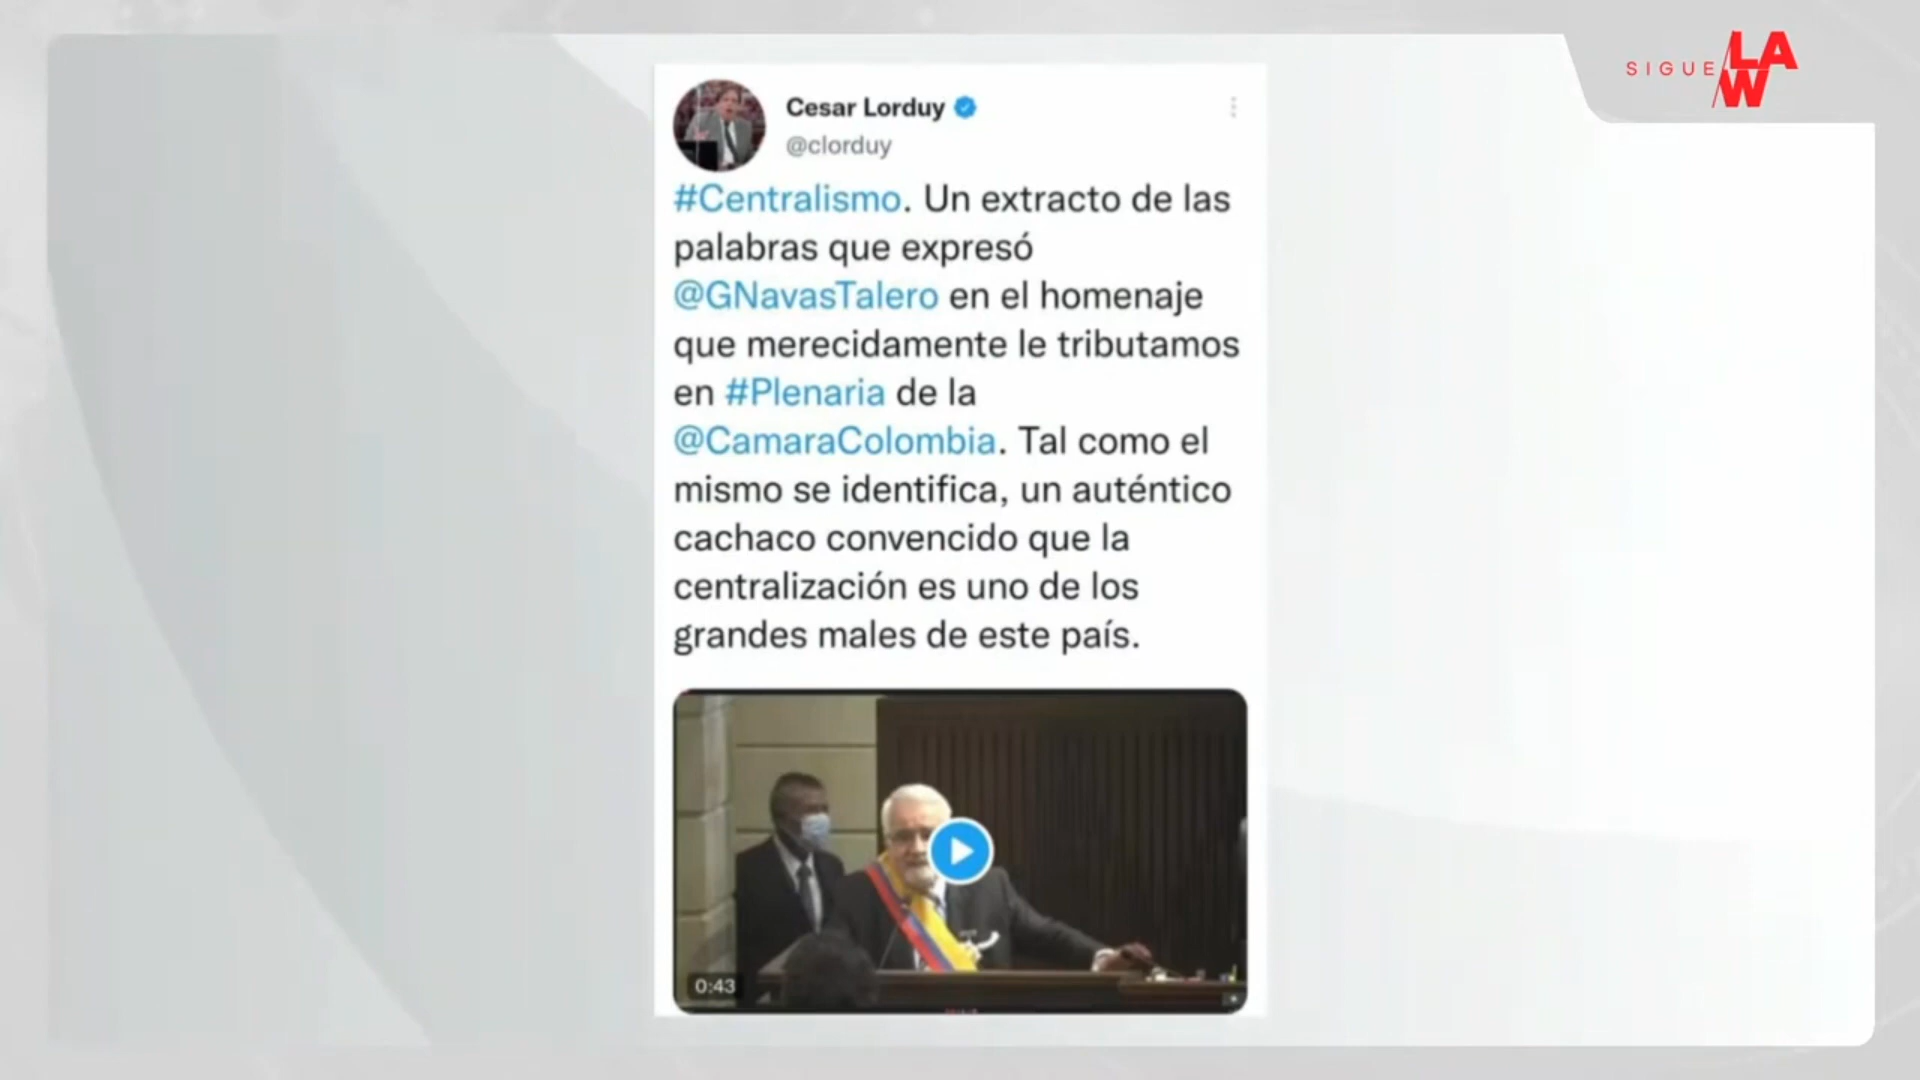 SIGUE LA W
Cesar Lorduy
@clorduy
#Centralismo. Un extracto de las
palabras que expresó
@GNavasTalero en el homenaje
que merecidamente le tributamos
en #Plenaria de la
@CamaraColombia. Tal como el
mismo se identifica, un auténtico
cachaco convencido que la
centralización es uno de los
grandes males de este país.
0:43